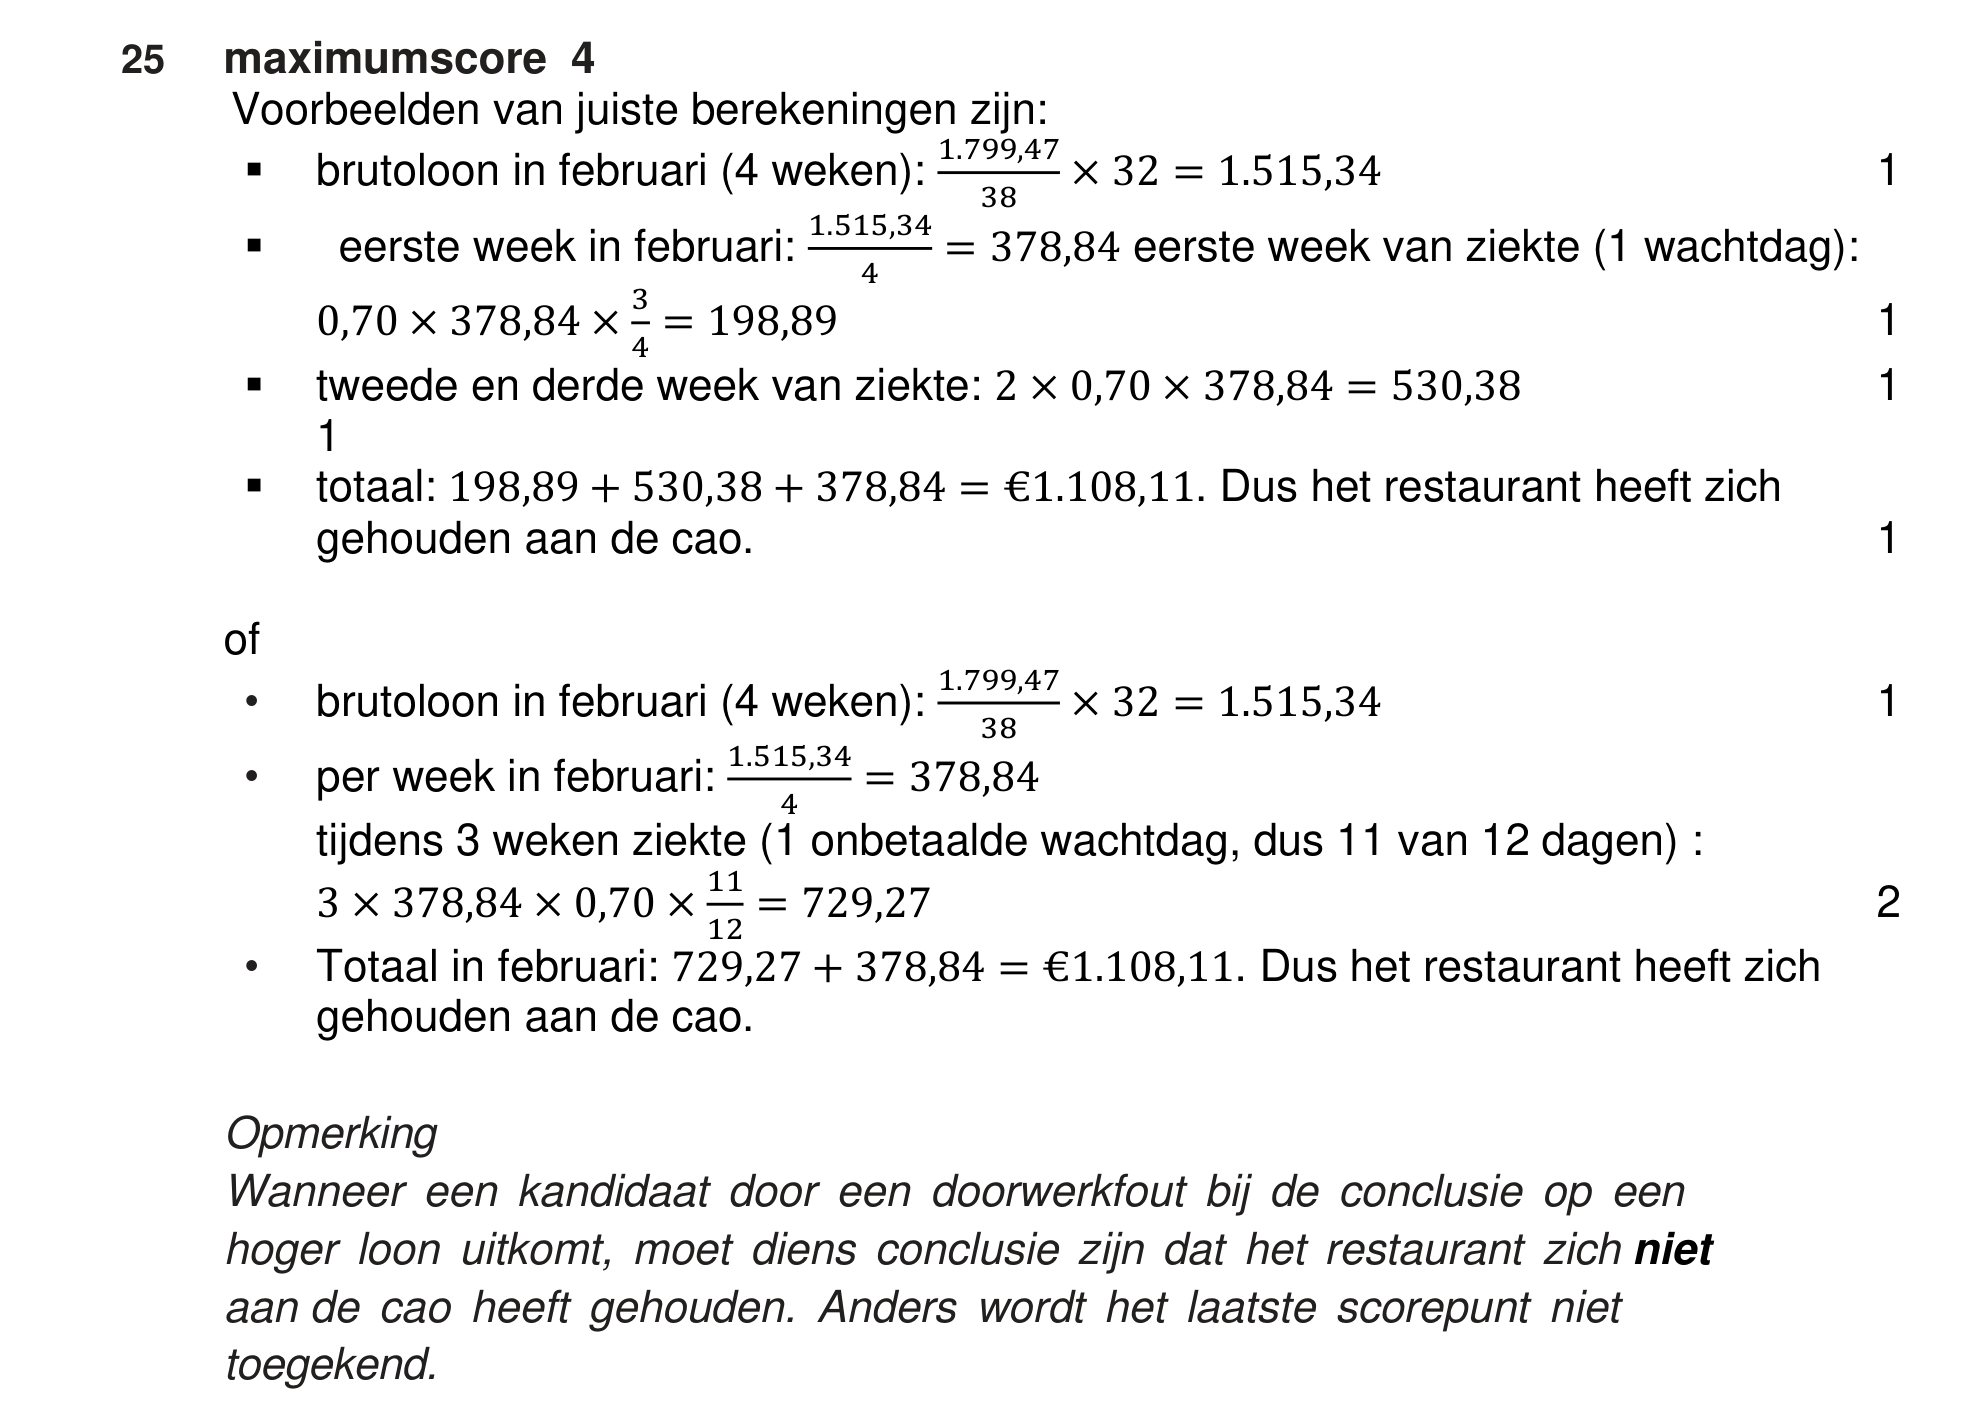 25 maximumscore 4
Voorbeelden van juiste berekeningen zijn:
▪ brutoloon in februari (4 weken): 1.799,47/38 × 32 = 1.515,34 1
▪ eerste week in februari: 1.515,34/4 = 378,84 eerste week van ziekte (1 wachtdag):
0,70 × 378,84 × 3/4 = 198,89 1
▪ tweede en derde week van ziekte: 2 × 0,70 × 378,84 = 530,38 1
1
▪ totaal: 198,89 + 530,38 + 378,84 = €1.108,11. Dus het restaurant heeft zich
gehouden aan de cao. 1
of
• brutoloon in februari (4 weken): 1.799,47/38 × 32 = 1.515,34 1
• per week in februari: 1.515,34/4 = 378,84
tijdens 3 weken ziekte (1 onbetaalde wachtdag, dus 11 van 12 dagen) :
3 × 378,84 × 0,70 × 11/12 = 729,27 2
• Totaal in februari: 729,27 + 378,84 = €1.108,11. Dus het restaurant heeft zich
gehouden aan de cao.
Opmerking
Wanneer een kandidaat door een doorwerkfout bij de conclusie op een
hoger loon uitkomt, moet diens conclusie zijn dat het restaurant zich niet
aan de cao heeft gehouden. Anders wordt het laatste scorepunt niet
toegekend.